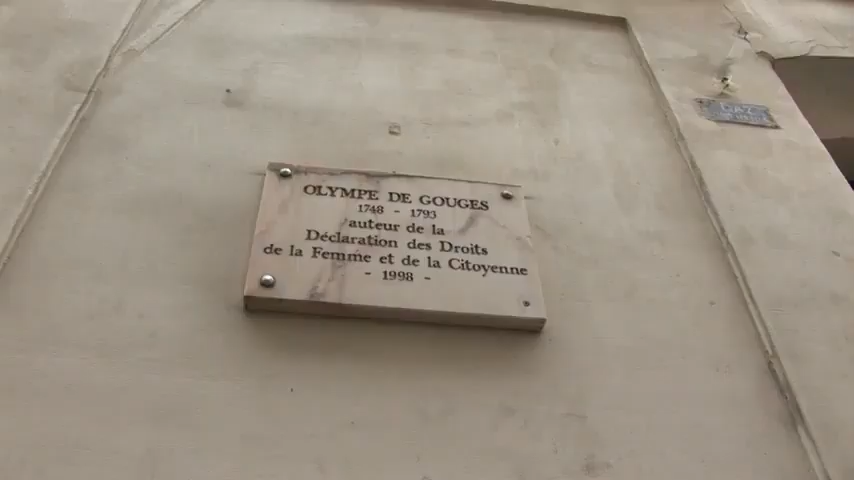 OLYMPE DE GOUGES
1748 - 1793
auteur de la
Déclaration des Droits
de la Femme et de la Citoyenne
- 1998 -
GAZ